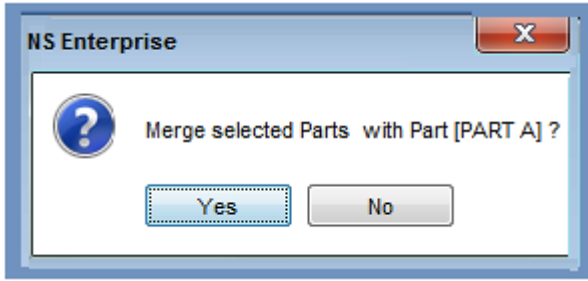 NS Enterprise
Merge selected Parts  with Part [PART A] ?
Yes
No